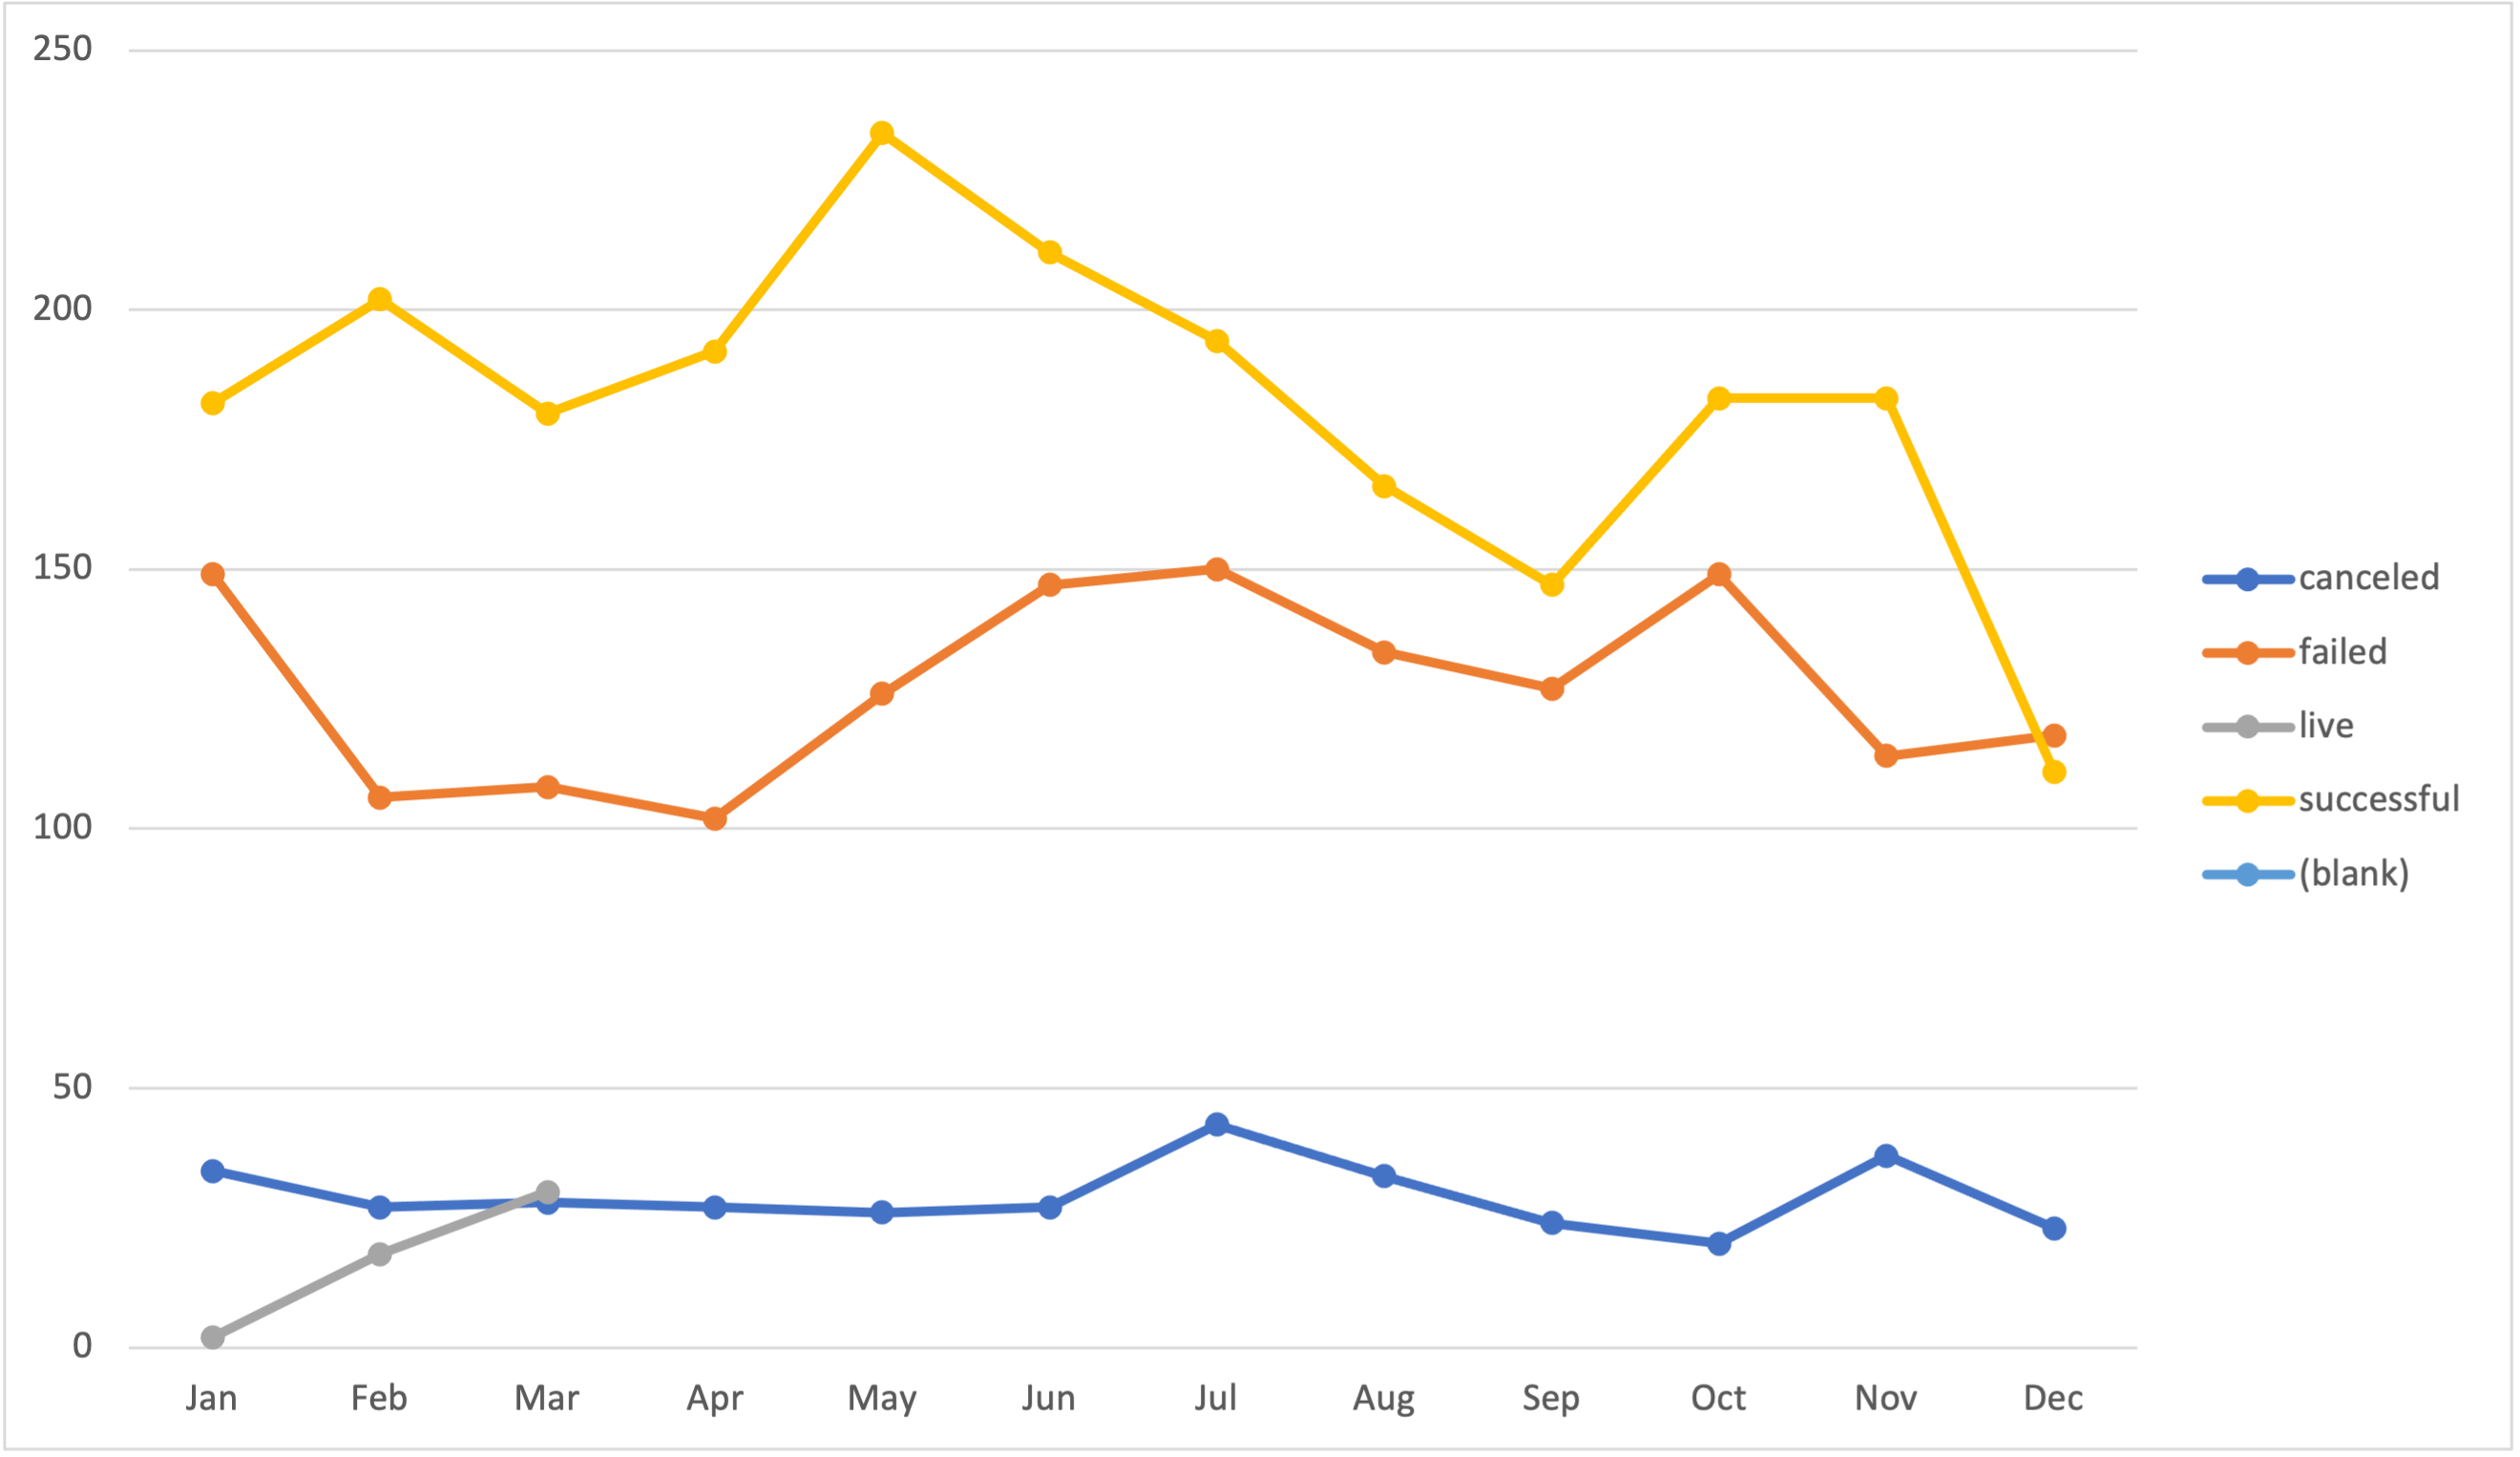 250
200
150
100
50
0
Jan Feb Mar Apr May Jun Jul Aug Sep Oct Nov Dec
canceled
failed
live
successful
(blank)